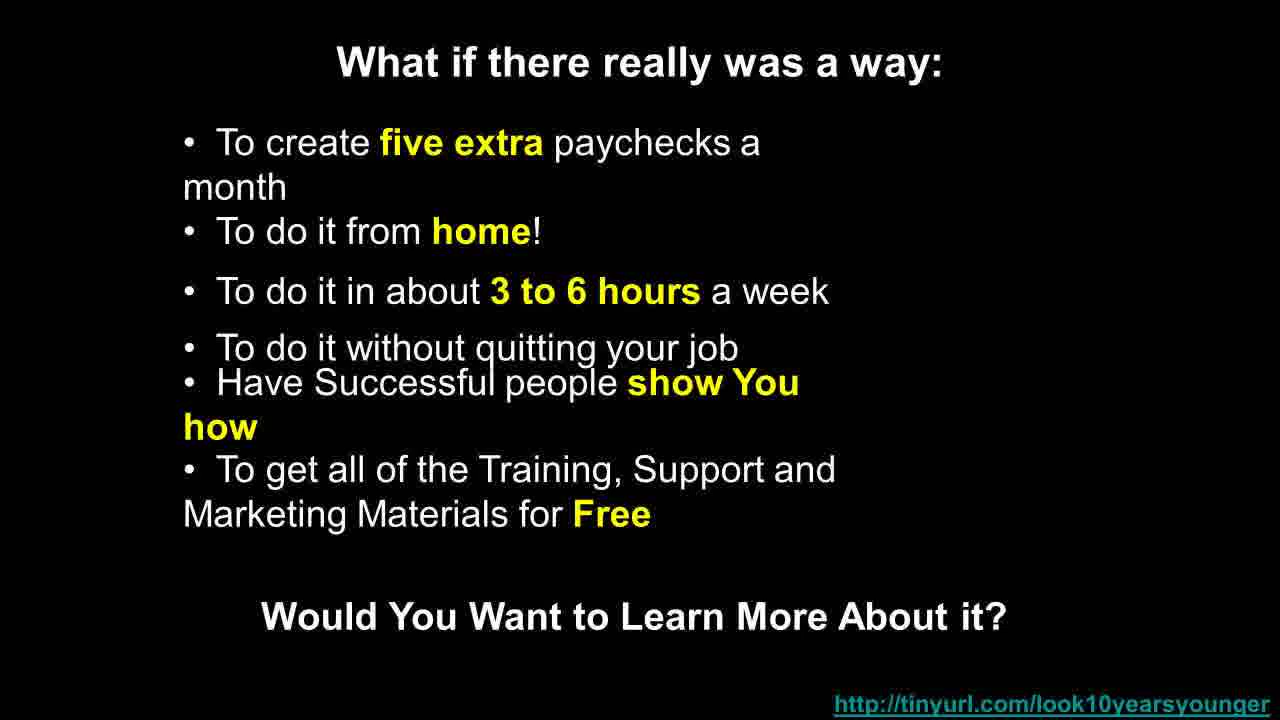 What if there really was a way:
• To create five extra paychecks a
month
• To do it from home!
• To do it in about 3 to 6 hours a week
• To do it without quitting your job
• Have Successful people show You
how
• To get all of the Training, Support and
Marketing Materials for Free
Would You Want to Learn More About it?
http://tinyurl.com/look10yearsyounger